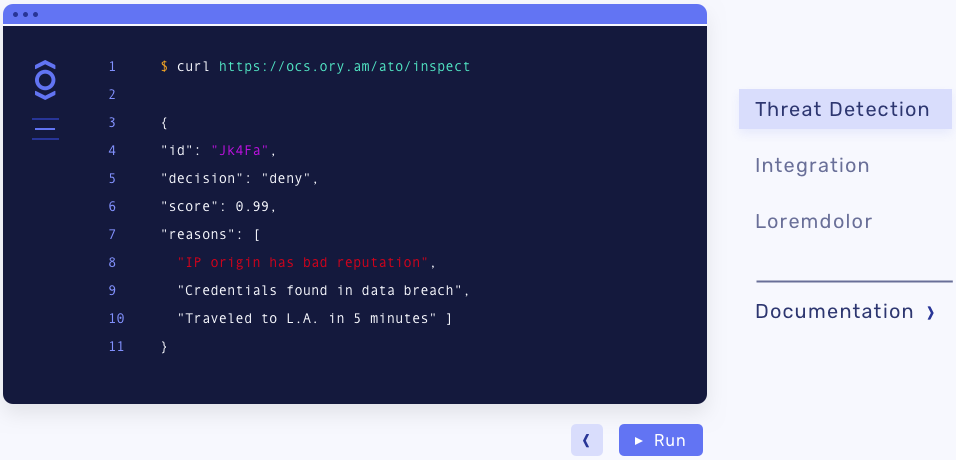 1 $ curl https://ocs.ory.am/ato/inspect
2
3 {
4 "id": "Jk4Fa",
5 "decision": "deny",
6 "score": 0.99,
7 "reasons": [
8 "IP origin has bad reputation",
9 "Credentials found in data breach",
10 "Traveled to L.A. in 5 minutes" ]
11 }
Threat Detection
Integration
Loremdolor
Documentation ❯
❮ ▶ Run